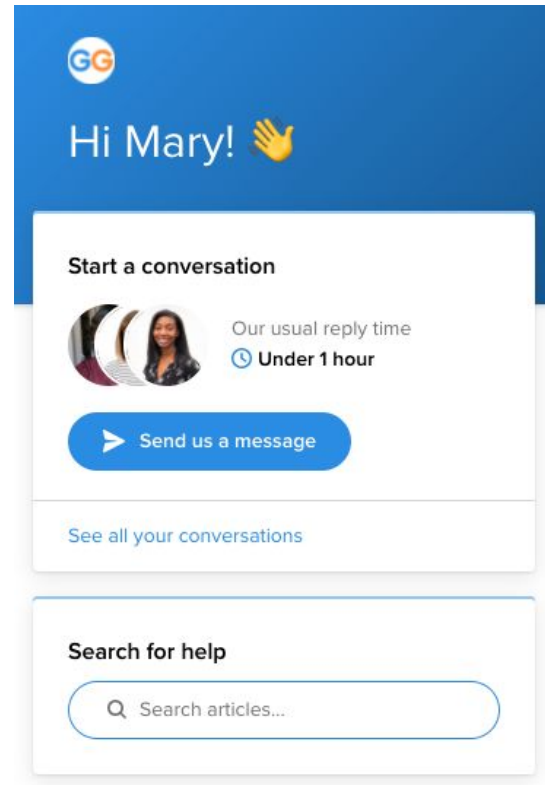 GG
Hi Mary! 👋
Start a conversation
Our usual reply time
Under 1 hour
Send us a message
See all your conversations
Search for help
Search articles...